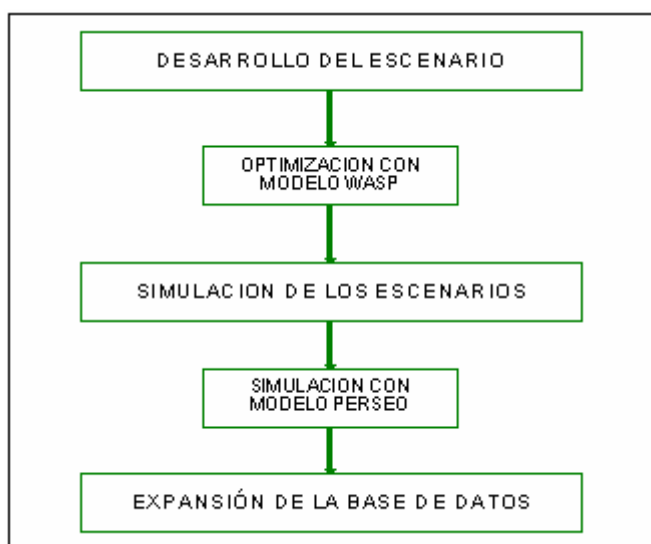 DESARROLLO DEL ESCENARIO
OPTIMIZACION CON
MODELO WASP
SIMULACION DE LOS ESCENARIOS
SIMULACION CON
MODELO PERSEO
EXPANSIÓN DE LA BASE DE DATOS